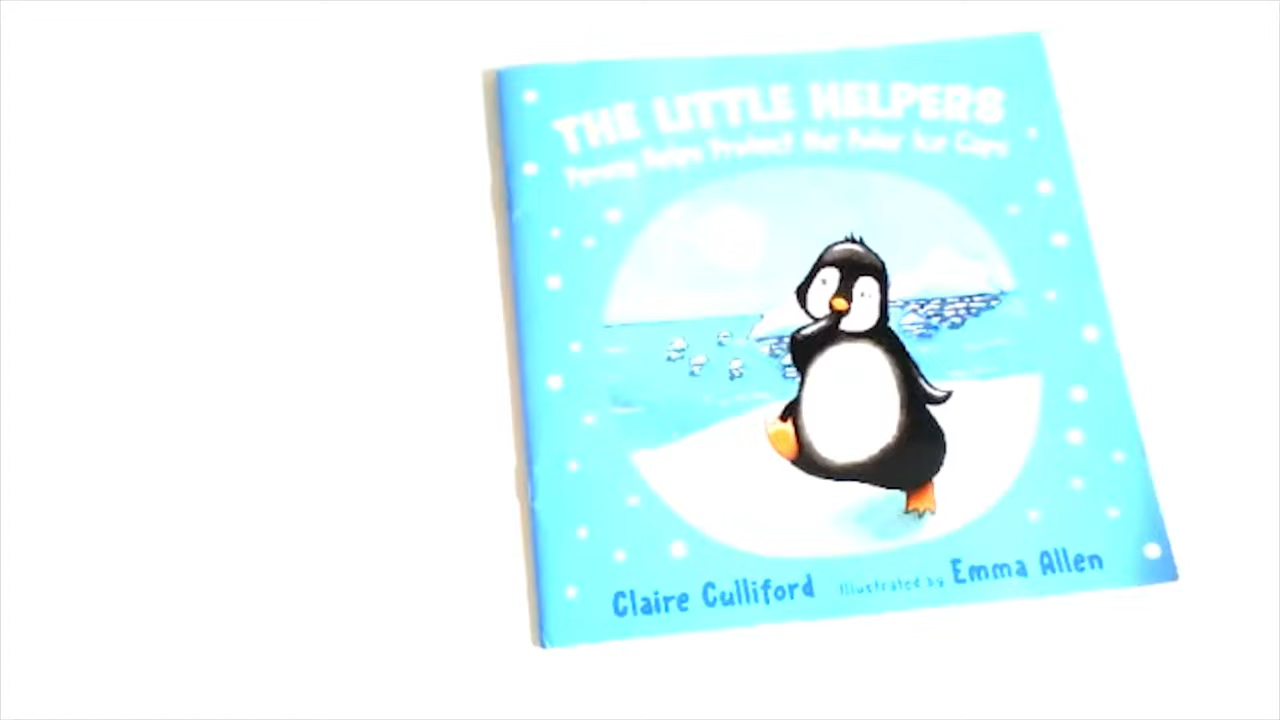 THE LITTLE HELPERS
Penny Helps Protect the Polar Ice Caps
Claire Culliford Illustrated by Emma Allen